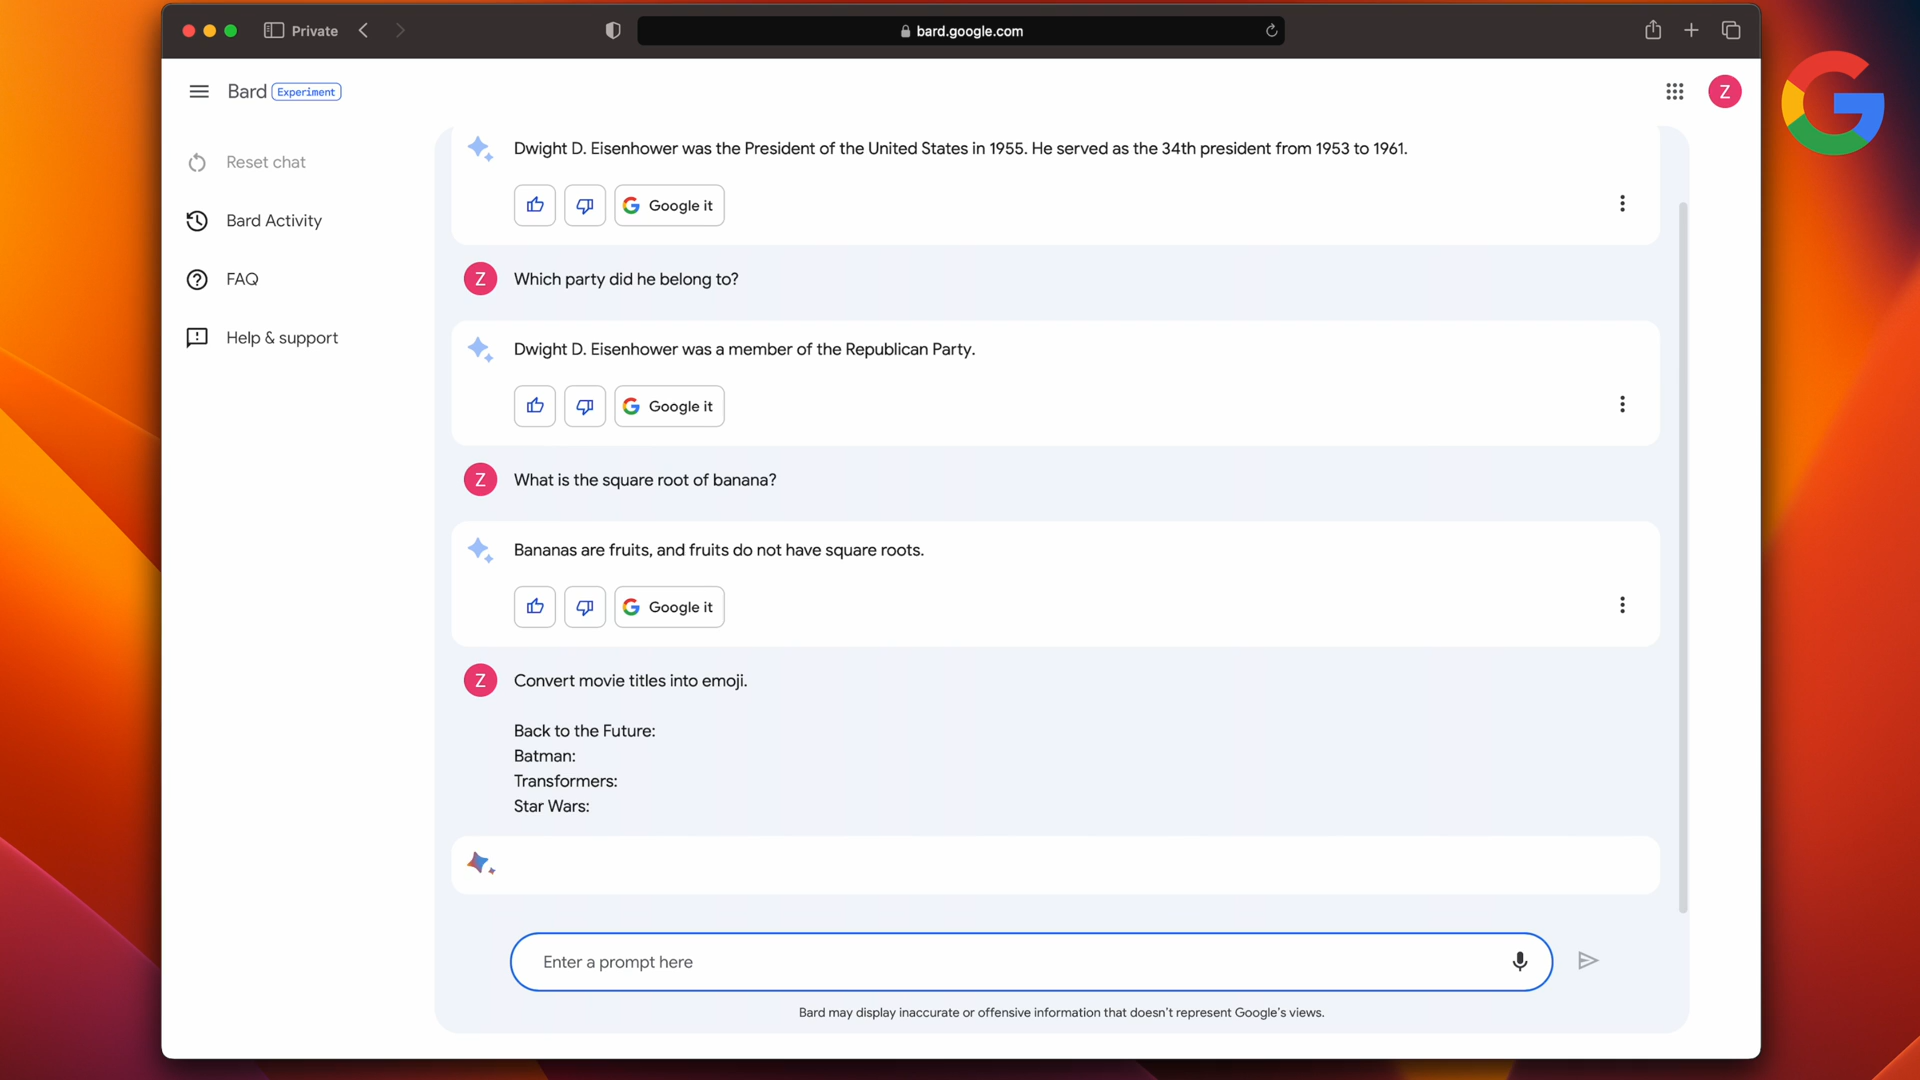 Private
bard.google.com
Bard Experiment
Z
Reset chat
Bard Activity
FAQ
Help & support
Dwight D. Eisenhower was the President of the United States in 1955. He served as the 34th president from 1953 to 1961.
Google it
Z Which party did he belong to?
Dwight D. Eisenhower was a member of the Republican Party.
Google it
Z What is the square root of banana?
Bananas are fruits, and fruits do not have square roots.
Google it
Z Convert movie titles into emoji.
Back to the Future:
Batman:
Transformers:
Star Wars:
Enter a prompt here
Bard may display inaccurate or offensive information that doesn't represent Google's views.
G